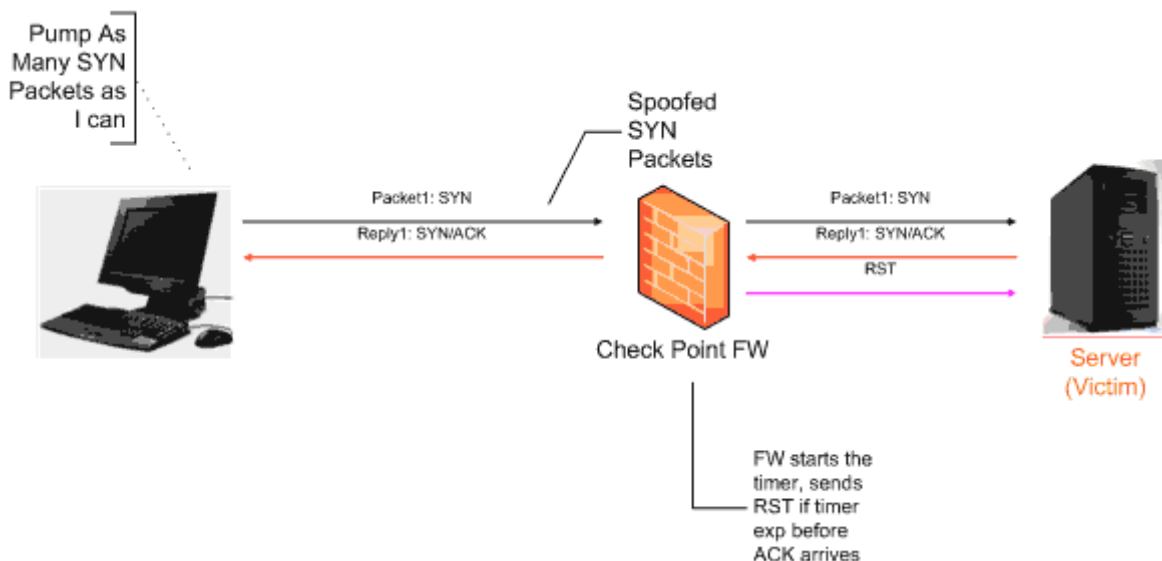 Pump As
Many SYN
Packets as
I can
Spoofed
SYN
Packets
Packet1: SYN
Reply1: SYN/ACK
Packet1: SYN
Reply1: SYN/ACK
RST
Check Point FW
Server
(Victim)
FW starts the
timer, sends
RST if timer
exp before
ACK arrives